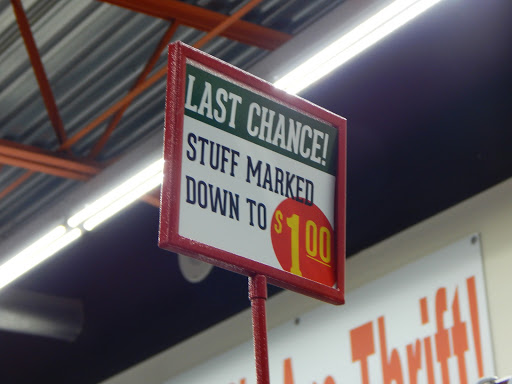 LAST CHANCE!
STUFF MARKED
DOWN TO $1.00
Thrift!